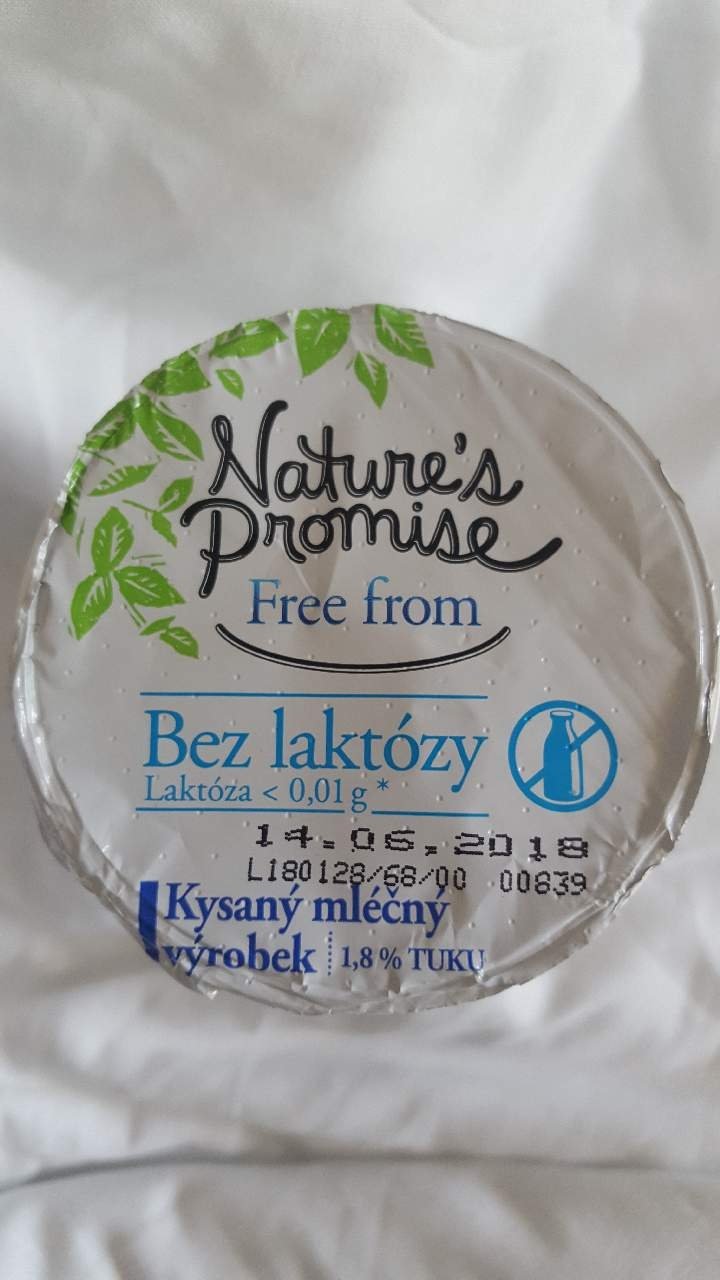 Nature's
Promise
Free from
Bez laktózy
Laktóza < 0,01 g *
14.06.2018
L180128/68/00 00839
Kysaný mléčný
výrobek 1,8 % TUKU